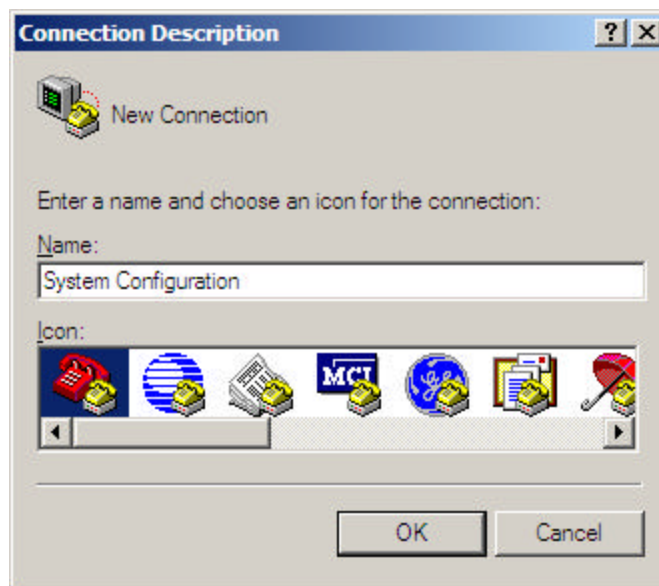 Connection Description
New Connection
Enter a name and choose an icon for the connection:
Name:
System Configuration
Icon:
MCI
OK Cancel